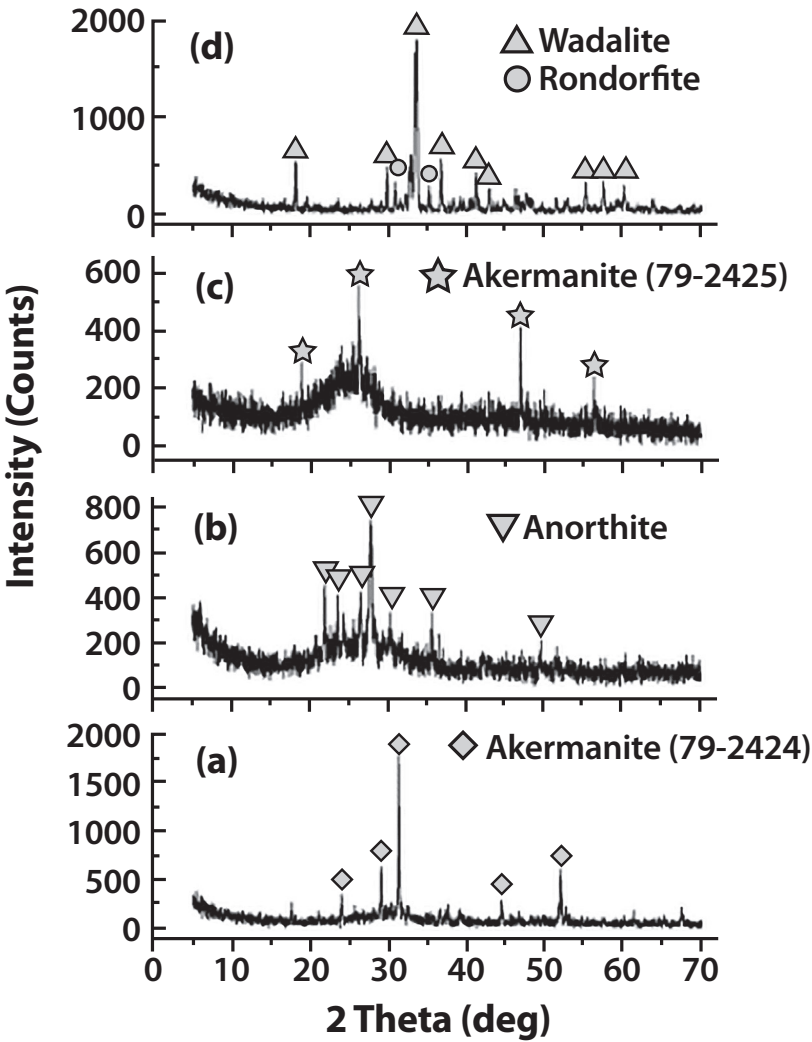 Intensity (Counts)
2000
1000
0
(d)
Wadalite
Rondorfite
600
400
200
0
(c)
Akermanite (79-2425)
800
600
400
200
0
(b)
Anorthite
2000
1500
1000
500
0
(a)
Akermanite (79-2424)
0 10 20 30 40 50 60 70
2 Theta (deg)